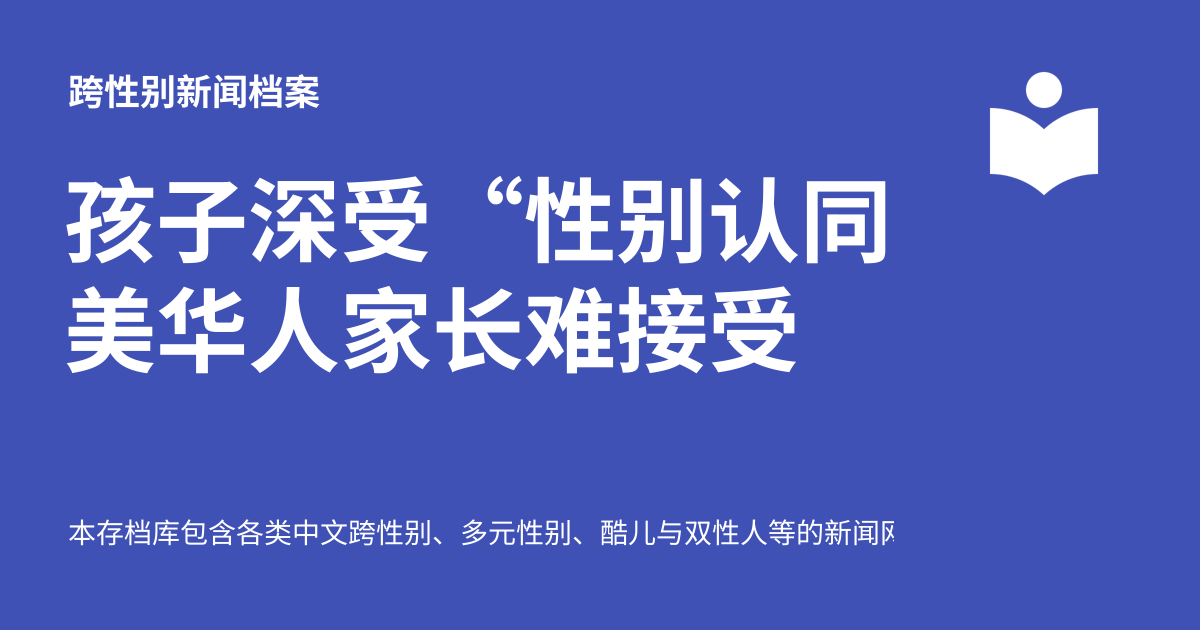 跨性别新闻档案
孩子深受“性别认同
美华人家长难接受
本存档库包含各类中文跨性别、多元性别、酷儿与双性人等的新闻